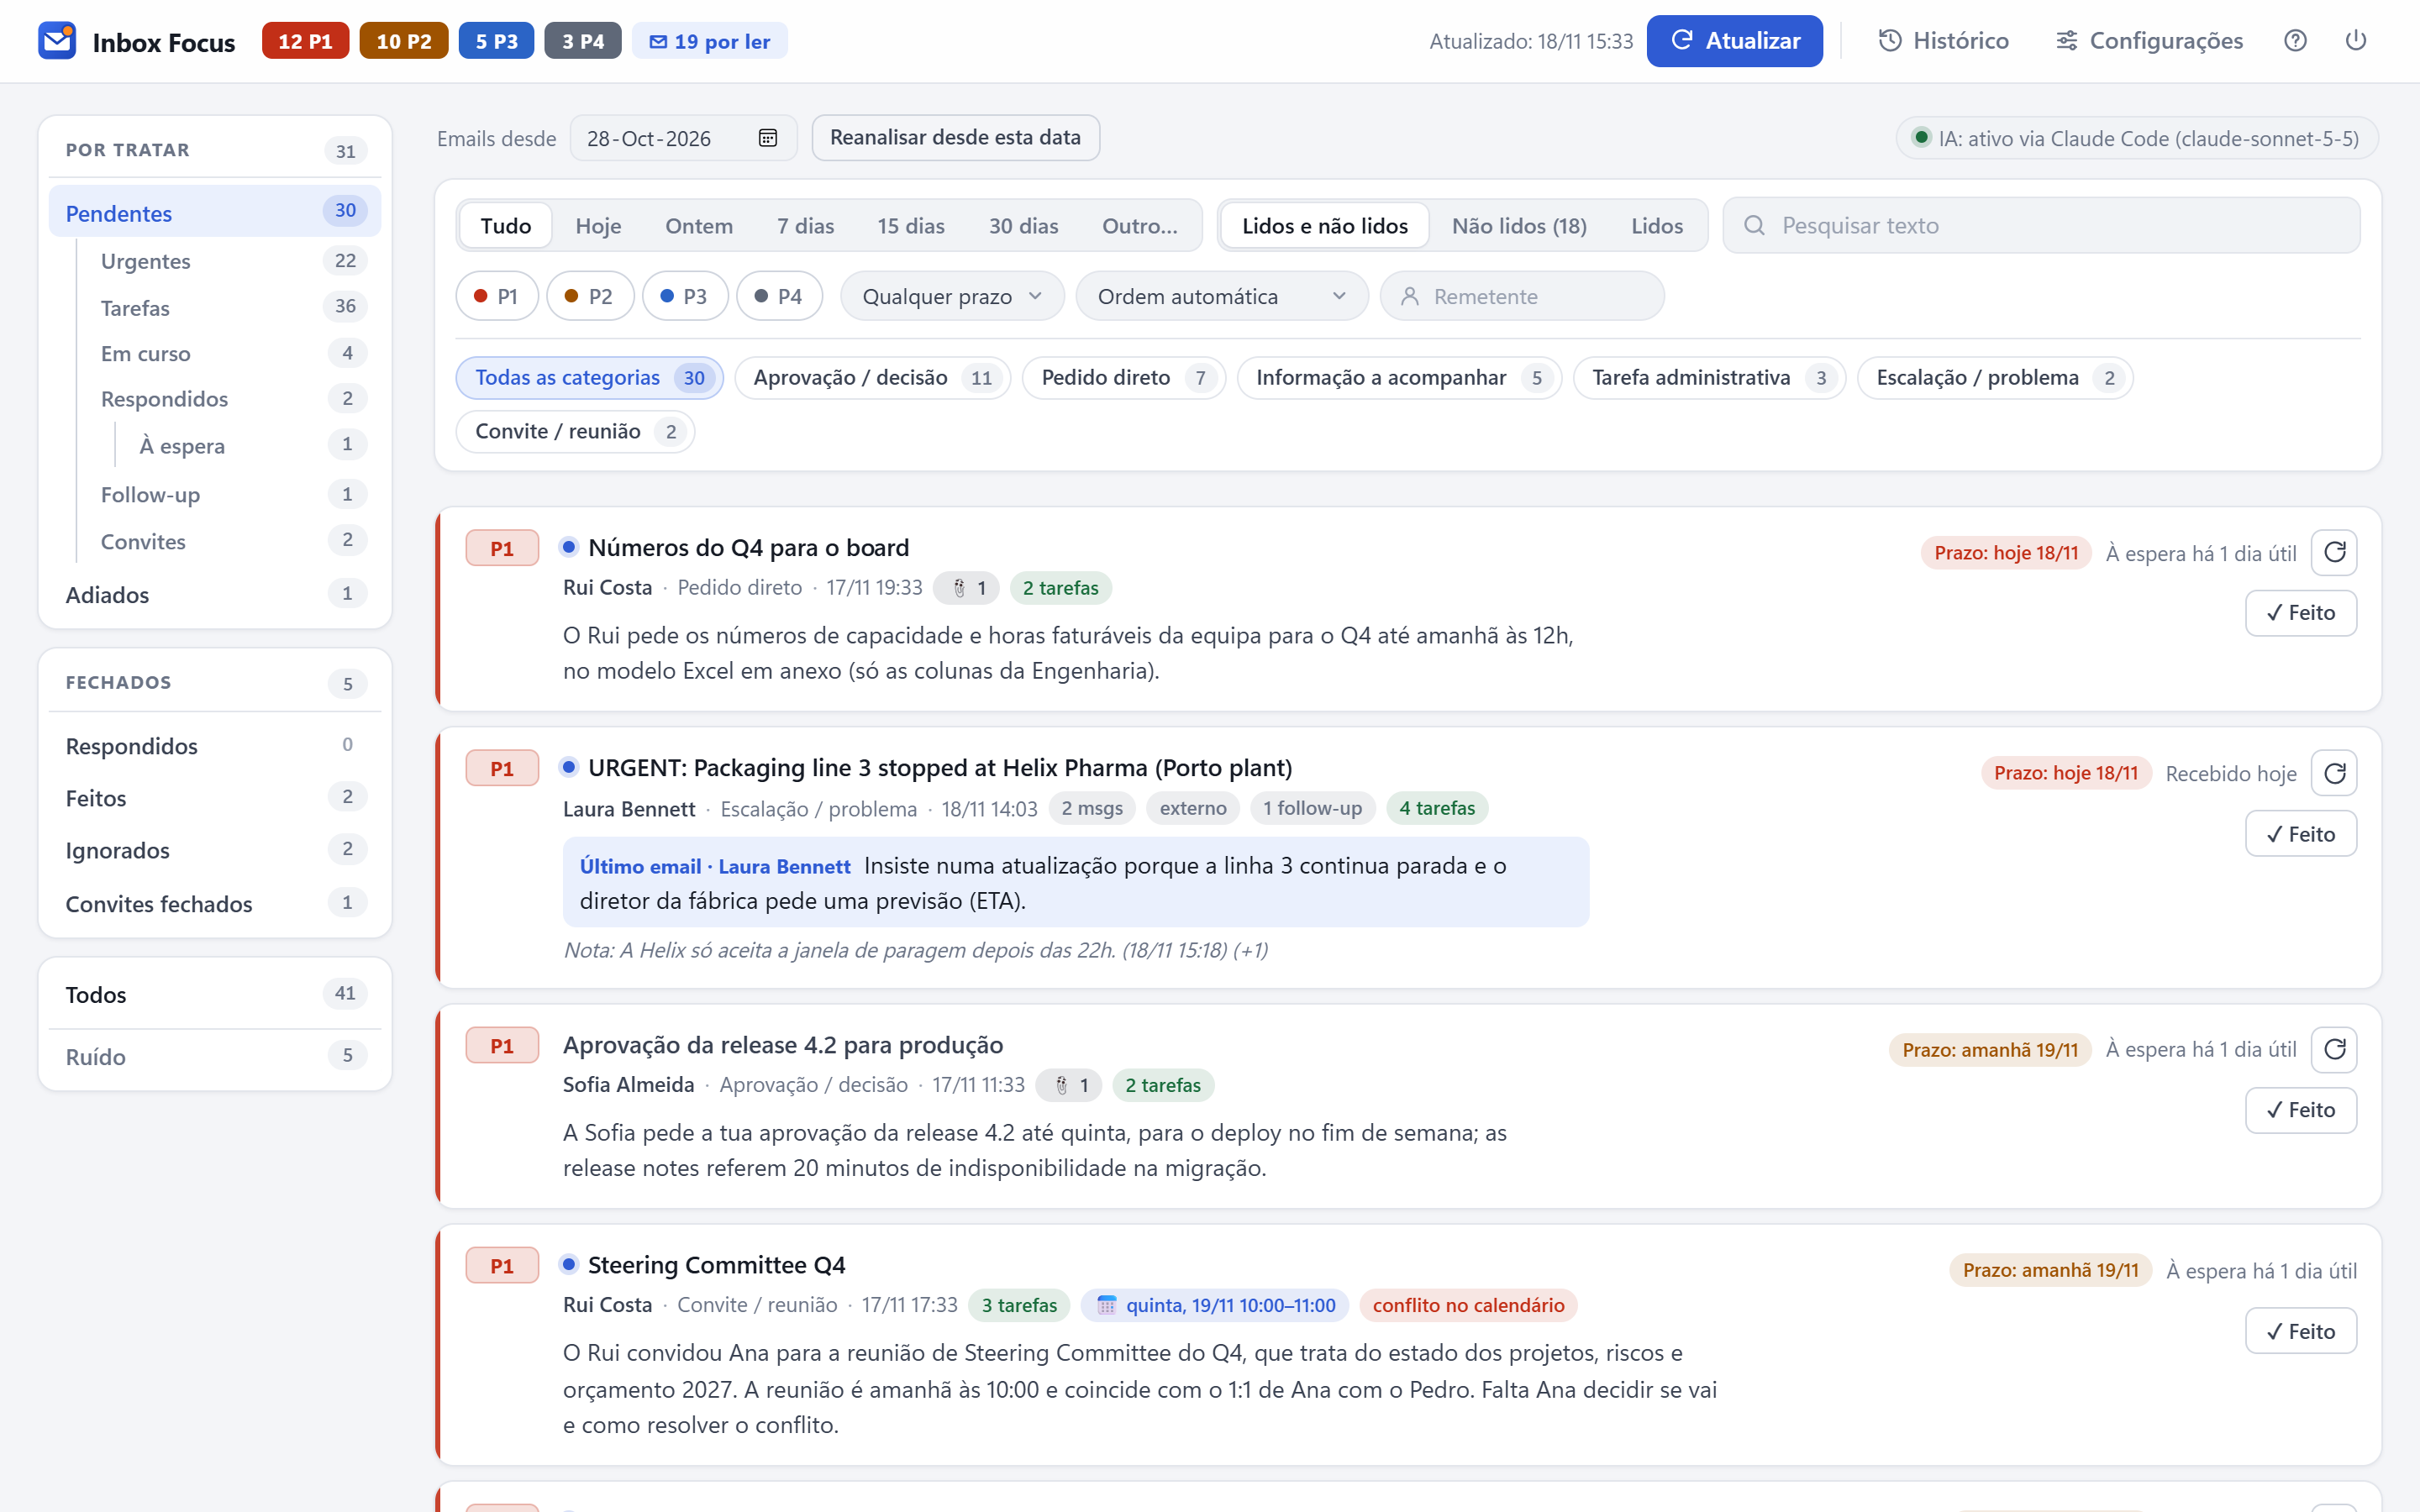 Inbox Focus 12 P1 10 P2 5 P3 3 P4 19 por ler Atualizado: 18/11 15:33 Atualizar Histórico Configurações
POR TRATAR 31
Pendentes 30
Urgentes 22
Tarefas 36
Em curso 4
Respondidos 2
À espera 1
Follow-up 1
Convites 2
Adiados 1
FECHADOS 5
Respondidos 0
Feitos 2
Ignorados 2
Convites fechados 1
Todos 41
Ruído 5
Emails desde 28-Oct-2026 Reanalisar desde esta data IA: ativo via Claude Code (claude-sonnet-5-5)
Tudo Hoje Ontem 7 dias 15 dias 30 dias Outro... Lidos e não lidos Não lidos (18) Lidos Pesquisar texto
P1 P2 P3 P4 Qualquer prazo Ordem automática Remetente
Todas as categorias 30 Aprovação / decisão 11 Pedido direto 7 Informação a acompanhar 5 Tarefa administrativa 3 Escalação / problema 2
Convite / reunião 2
P1 Números do Q4 para o board Prazo: hoje 18/11 À espera há 1 dia útil
Rui Costa · Pedido direto · 17/11 19:33 1 2 tarefas
✓ Feito
O Rui pede os números de capacidade e horas faturáveis da equipa para o Q4 até amanhã às 12h,
no modelo Excel em anexo (só as colunas da Engenharia).
P1 URGENT: Packaging line 3 stopped at Helix Pharma (Porto plant) Prazo: hoje 18/11 Recebido hoje
Laura Bennett · Escalação / problema · 18/11 14:03 2 msgs externo 1 follow-up 4 tarefas
✓ Feito
Último email · Laura Bennett Insiste numa atualização porque a linha 3 continua parada e o
diretor da fábrica pede uma previsão (ETA).
Nota: A Helix só aceita a janela de paragem depois das 22h. (18/11 15:18) (+1)
P1 Aprovação da release 4.2 para produção Prazo: amanhã 19/11 À espera há 1 dia útil
Sofia Almeida · Aprovação / decisão · 17/11 11:33 1 2 tarefas
✓ Feito
A Sofia pede a tua aprovação da release 4.2 até quinta, para o deploy no fim de semana; as
release notes referem 20 minutos de indisponibilidade na migração.
P1 Steering Committee Q4 Prazo: amanhã 19/11 À espera há 1 dia útil
Rui Costa · Convite / reunião · 17/11 17:33 3 tarefas quinta, 19/11 10:00–11:00 conflito no calendário
✓ Feito
O Rui convidou Ana para a reunião de Steering Committee do Q4, que trata do estado dos projetos, riscos e
orçamento 2027. A reunião é amanhã às 10:00 e coincide com o 1:1 de Ana com o Pedro. Falta Ana decidir se vai
e como resolver o conflito.